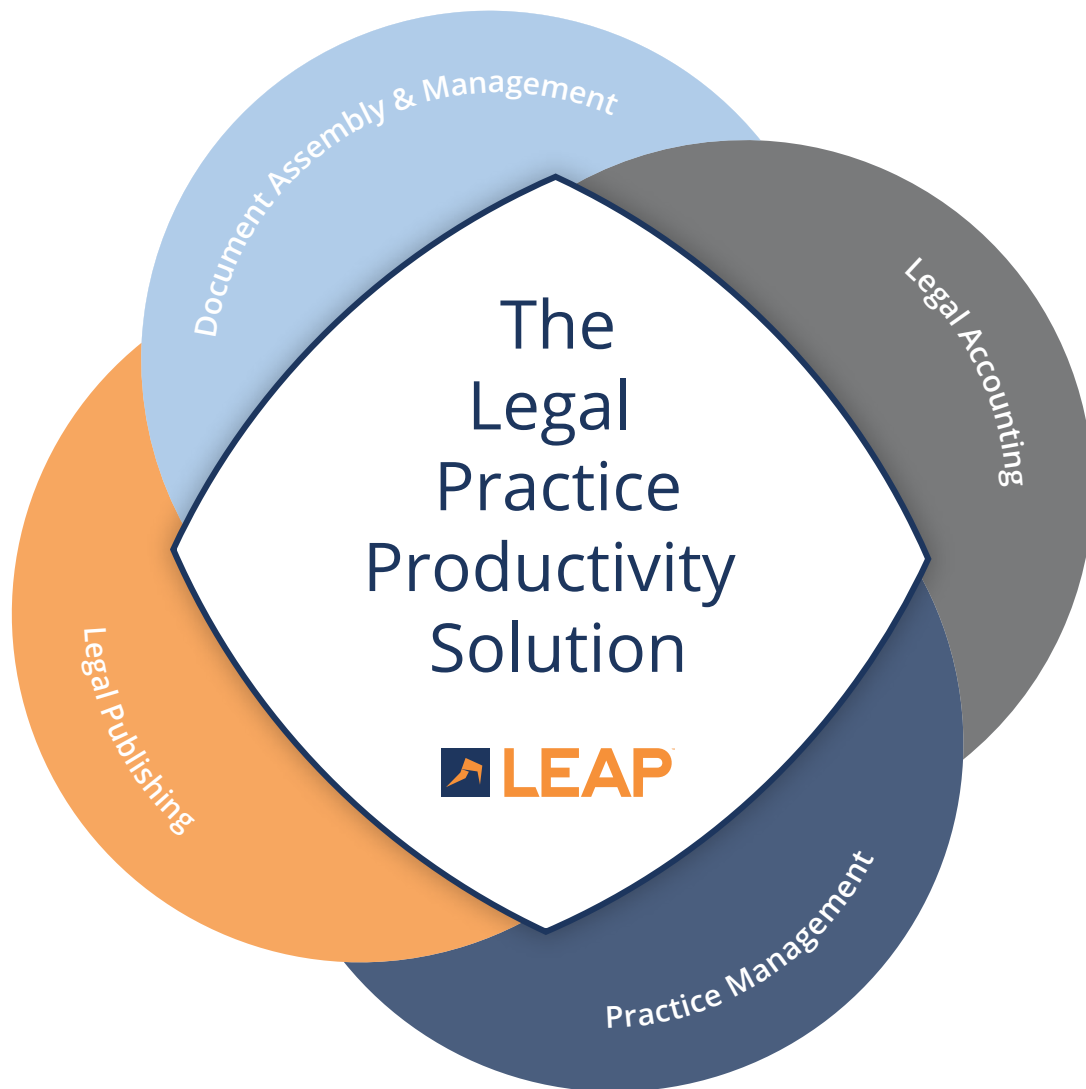 Document Assembly & Management
Legal Accounting
The
Legal
Practice
Productivity
Solution
LEAP
Legal Publishing
Practice Management